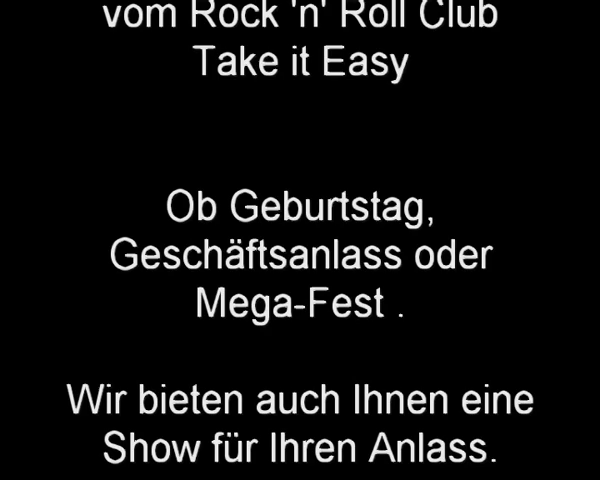 vom Rock 'n' Roll Club
Take it Easy
Ob Geburtstag,
Geschäftsanlass oder
Mega-Fest .
Wir bieten auch Ihnen eine
Show für Ihren Anlass.